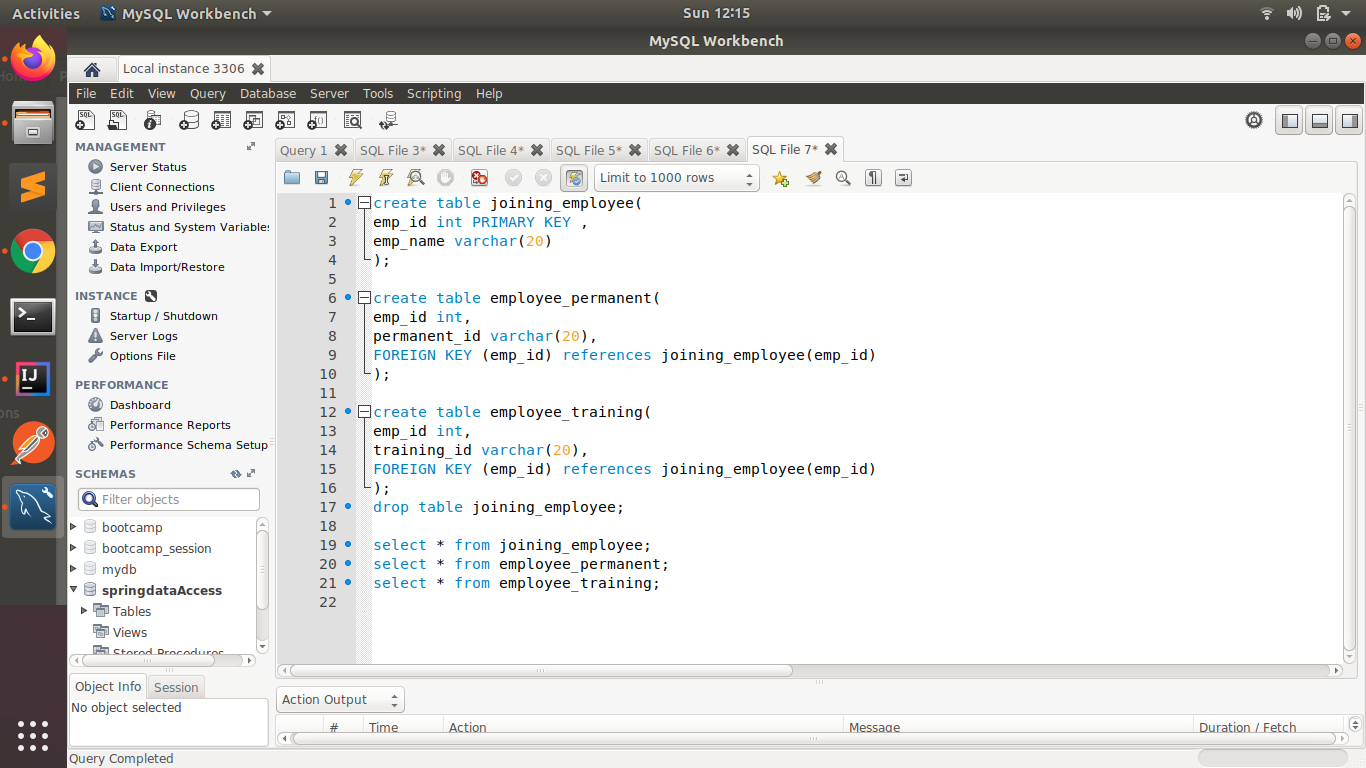 Activities MySQL Workbench Sun 12:15
MySQL Workbench
Local instance 3306
File Edit View Query Database Server Tools Scripting Help
MANAGEMENT
Server Status
Client Connections
Users and Privileges
Status and System Variables
Data Export
Data Import/Restore
INSTANCE
Startup / Shutdown
Server Logs
Options File
PERFORMANCE
Dashboard
Performance Reports
Performance Schema Setup
SCHEMAS
Filter objects
bootcamp
bootcamp_session
mydb
springdataAccess
Tables
Views
Stored Procedures
Object Info Session
No object selected
Query 1 SQL File 3* SQL File 4* SQL File 5* SQL File 6* SQL File 7*
Limit to 1000 rows
1 create table joining_employee(
2 emp_id int PRIMARY KEY ,
3 emp_name varchar(20)
4 );
5
6 create table employee_permanent(
7 emp_id int,
8 permanent_id varchar(20),
9 FOREIGN KEY (emp_id) references joining_employee(emp_id)
10 );
11
12 create table employee_training(
13 emp_id int,
14 training_id varchar(20),
15 FOREIGN KEY (emp_id) references joining_employee(emp_id)
16 );
17 drop table joining_employee;
18
19 select * from joining_employee;
20 select * from employee_permanent;
21 select * from employee_training;
22
Action Output
# Time Action Message Duration / Fetch
Query Completed